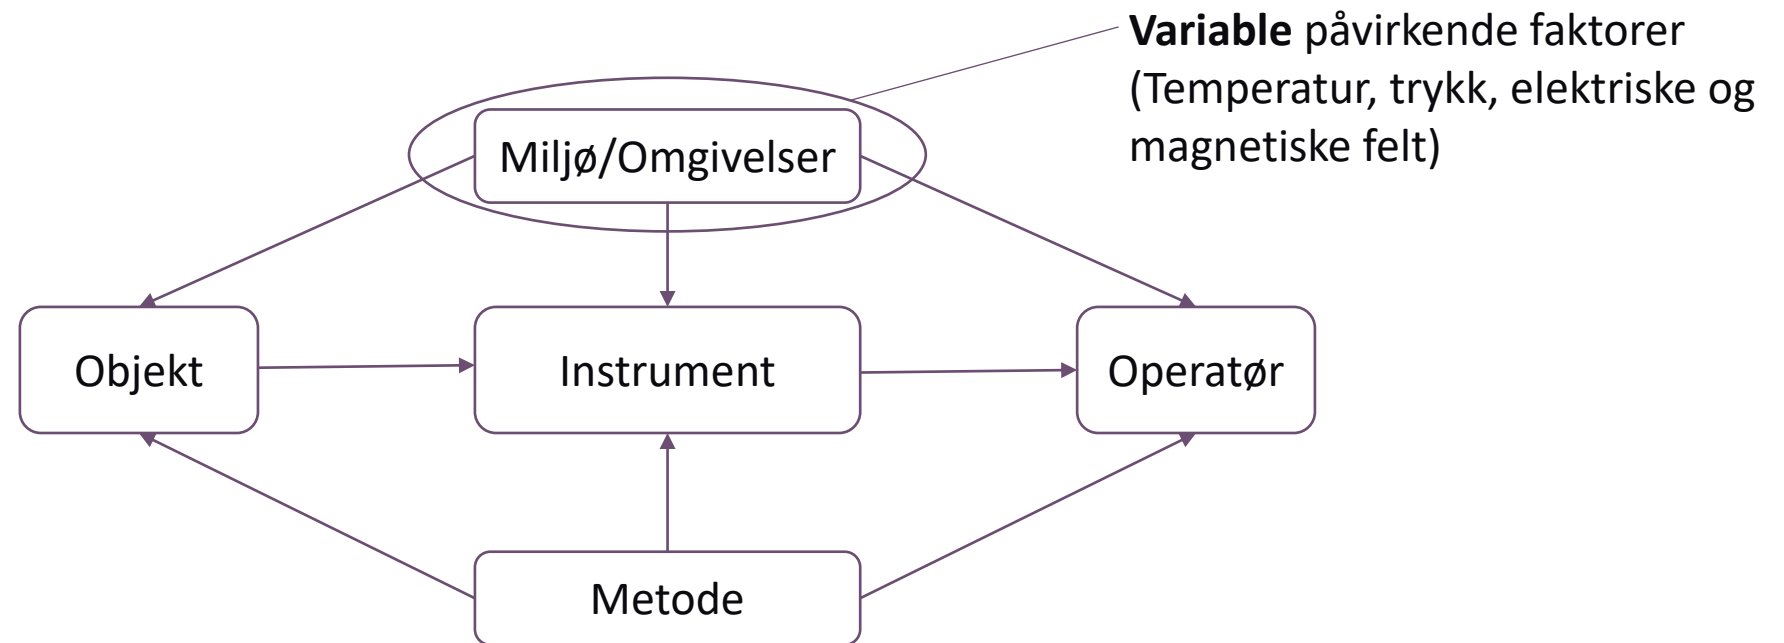 Variable påvirkende faktorer
(Temperatur, trykk, elektriske og
magnetiske felt)
Miljø/Omgivelser
Objekt
Instrument
Operatør
Metode